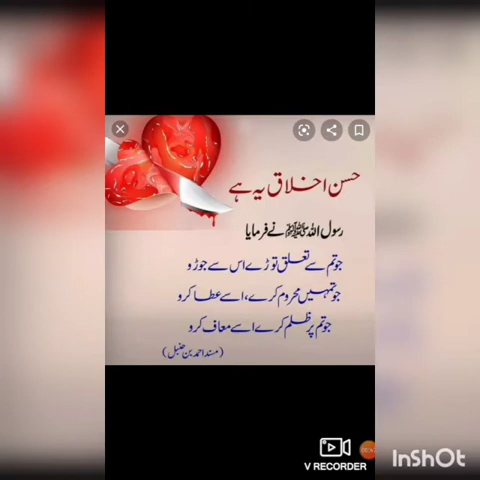 حسن اخلاق یہ ہے
رسول اللہ ﷺ نے فرمایا
جو تم سے تعلق توڑے اس سے جوڑو
جو تمہیں محروم کرے، اسے عطا کرو
جو تم پر ظلم کرے اسے معاف کرو
(مسند احمد بن حنبل)
V RECORDER
InShOt